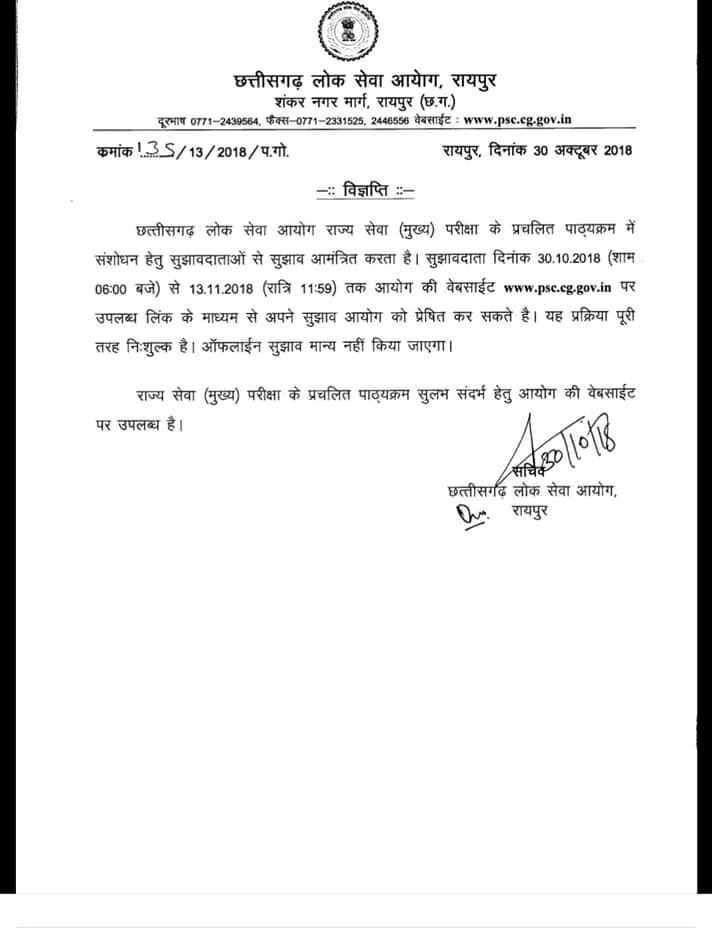 छत्तीसगढ़ लोक सेवा आयोग, रायपुर
शंकर नगर मार्ग, रायपुर (छ.ग.)
दूरभाष 0771–2439564, फैक्स–0771–2331525, 2446556 वेबसाईट : www.psc.cg.gov.in
कमांक 135/13/2018/प.गो. रायपुर, दिनांक 30 अक्टूबर 2018
–:: विज्ञप्ति ::–
छत्तीसगढ़ लोक सेवा आयोग राज्य सेवा (मुख्य) परीक्षा के प्रचलित पाठ्यक्रम में
संशोधन हेतु सुझावदाताओं से सुझाव आमंत्रित करता है। सुझावदाता दिनांक 30.10.2018 (शाम
06:00 बजे) से 13.11.2018 (रात्रि 11:59) तक आयोग की वेबसाईट www.psc.cg.gov.in पर
उपलब्ध लिंक के माध्यम से अपने सुझाव आयोग को प्रेषित कर सकते है। यह प्रक्रिया पूरी
तरह निःशुल्क है। ऑफलाईन सुझाव मान्य नहीं किया जाएगा।
राज्य सेवा (मुख्य) परीक्षा के प्रचलित पाठ्यक्रम सुलभ संदर्भ हेतु आयोग की वेबसाईट
पर उपलब्ध है।
30/10/18
सचिव
छत्तीसगढ़ लोक सेवा आयोग,
रायपुर